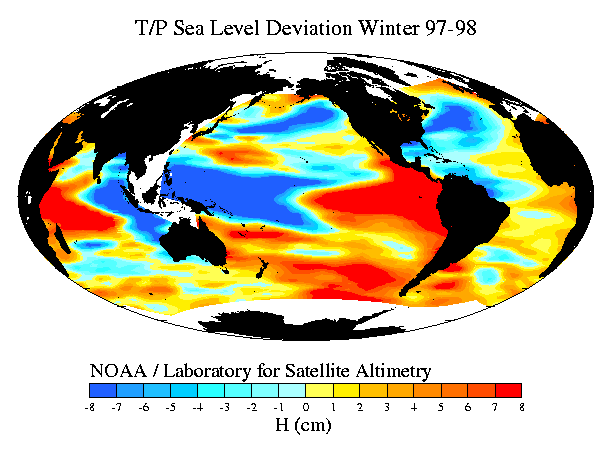 T/P Sea Level Deviation Winter 97-98
NOAA / Laboratory for Satellite Altimetry
-8 -7 -6 -5 -4 -3 -2 -1 0 1 2 3 4 5 6 7 8
H (cm)